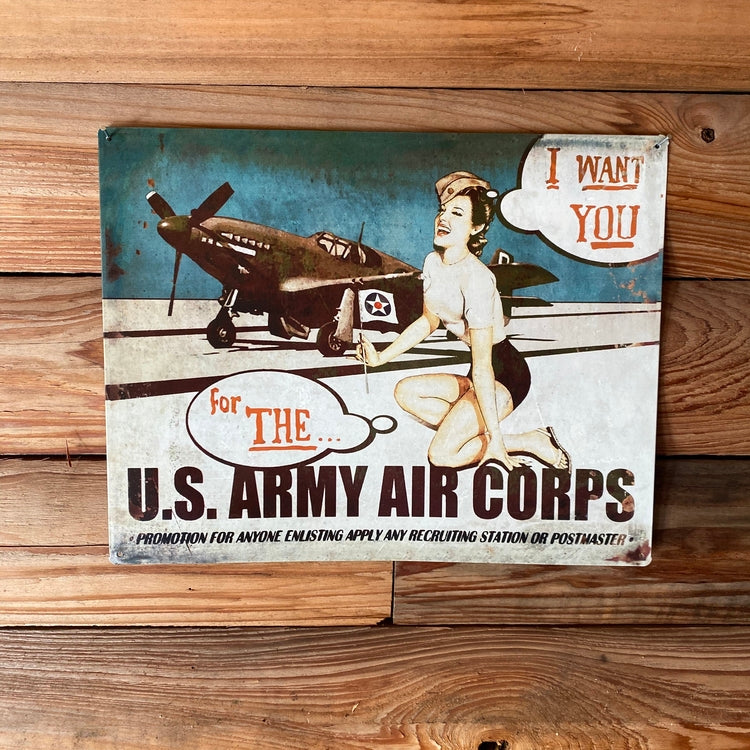 I WANT
YOU
for
THE...
U.S. ARMY AIR CORPS
• PROMOTION FOR ANYONE ENLISTING APPLY ANY RECRUITING STATION OR POSTMASTER •